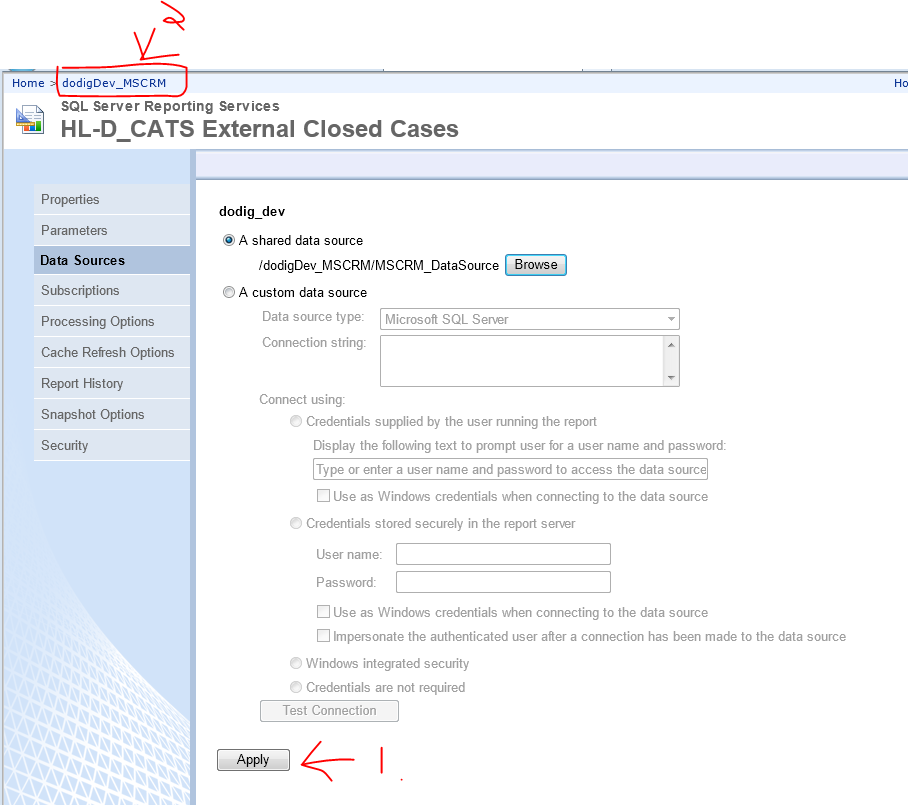 2
Home > dodigDev_MSCRM Ho
SQL Server Reporting Services
HL-D_CATS External Closed Cases
Properties
Parameters
Data Sources
Subscriptions
Processing Options
Cache Refresh Options
Report History
Snapshot Options
Security
dodig_dev
A shared data source
/dodigDev_MSCRM/MSCRM_DataSource Browse
A custom data source
Data source type: Microsoft SQL Server
Connection string:
Connect using:
Credentials supplied by the user running the report
Display the following text to prompt user for a user name and password:
Type or enter a user name and password to access the data source
Use as Windows credentials when connecting to the data source
Credentials stored securely in the report server
User name:
Password:
Use as Windows credentials when connecting to the data source
Impersonate the authenticated user after a connection has been made to the data source
Windows integrated security
Credentials are not required
Test Connection
Apply 1